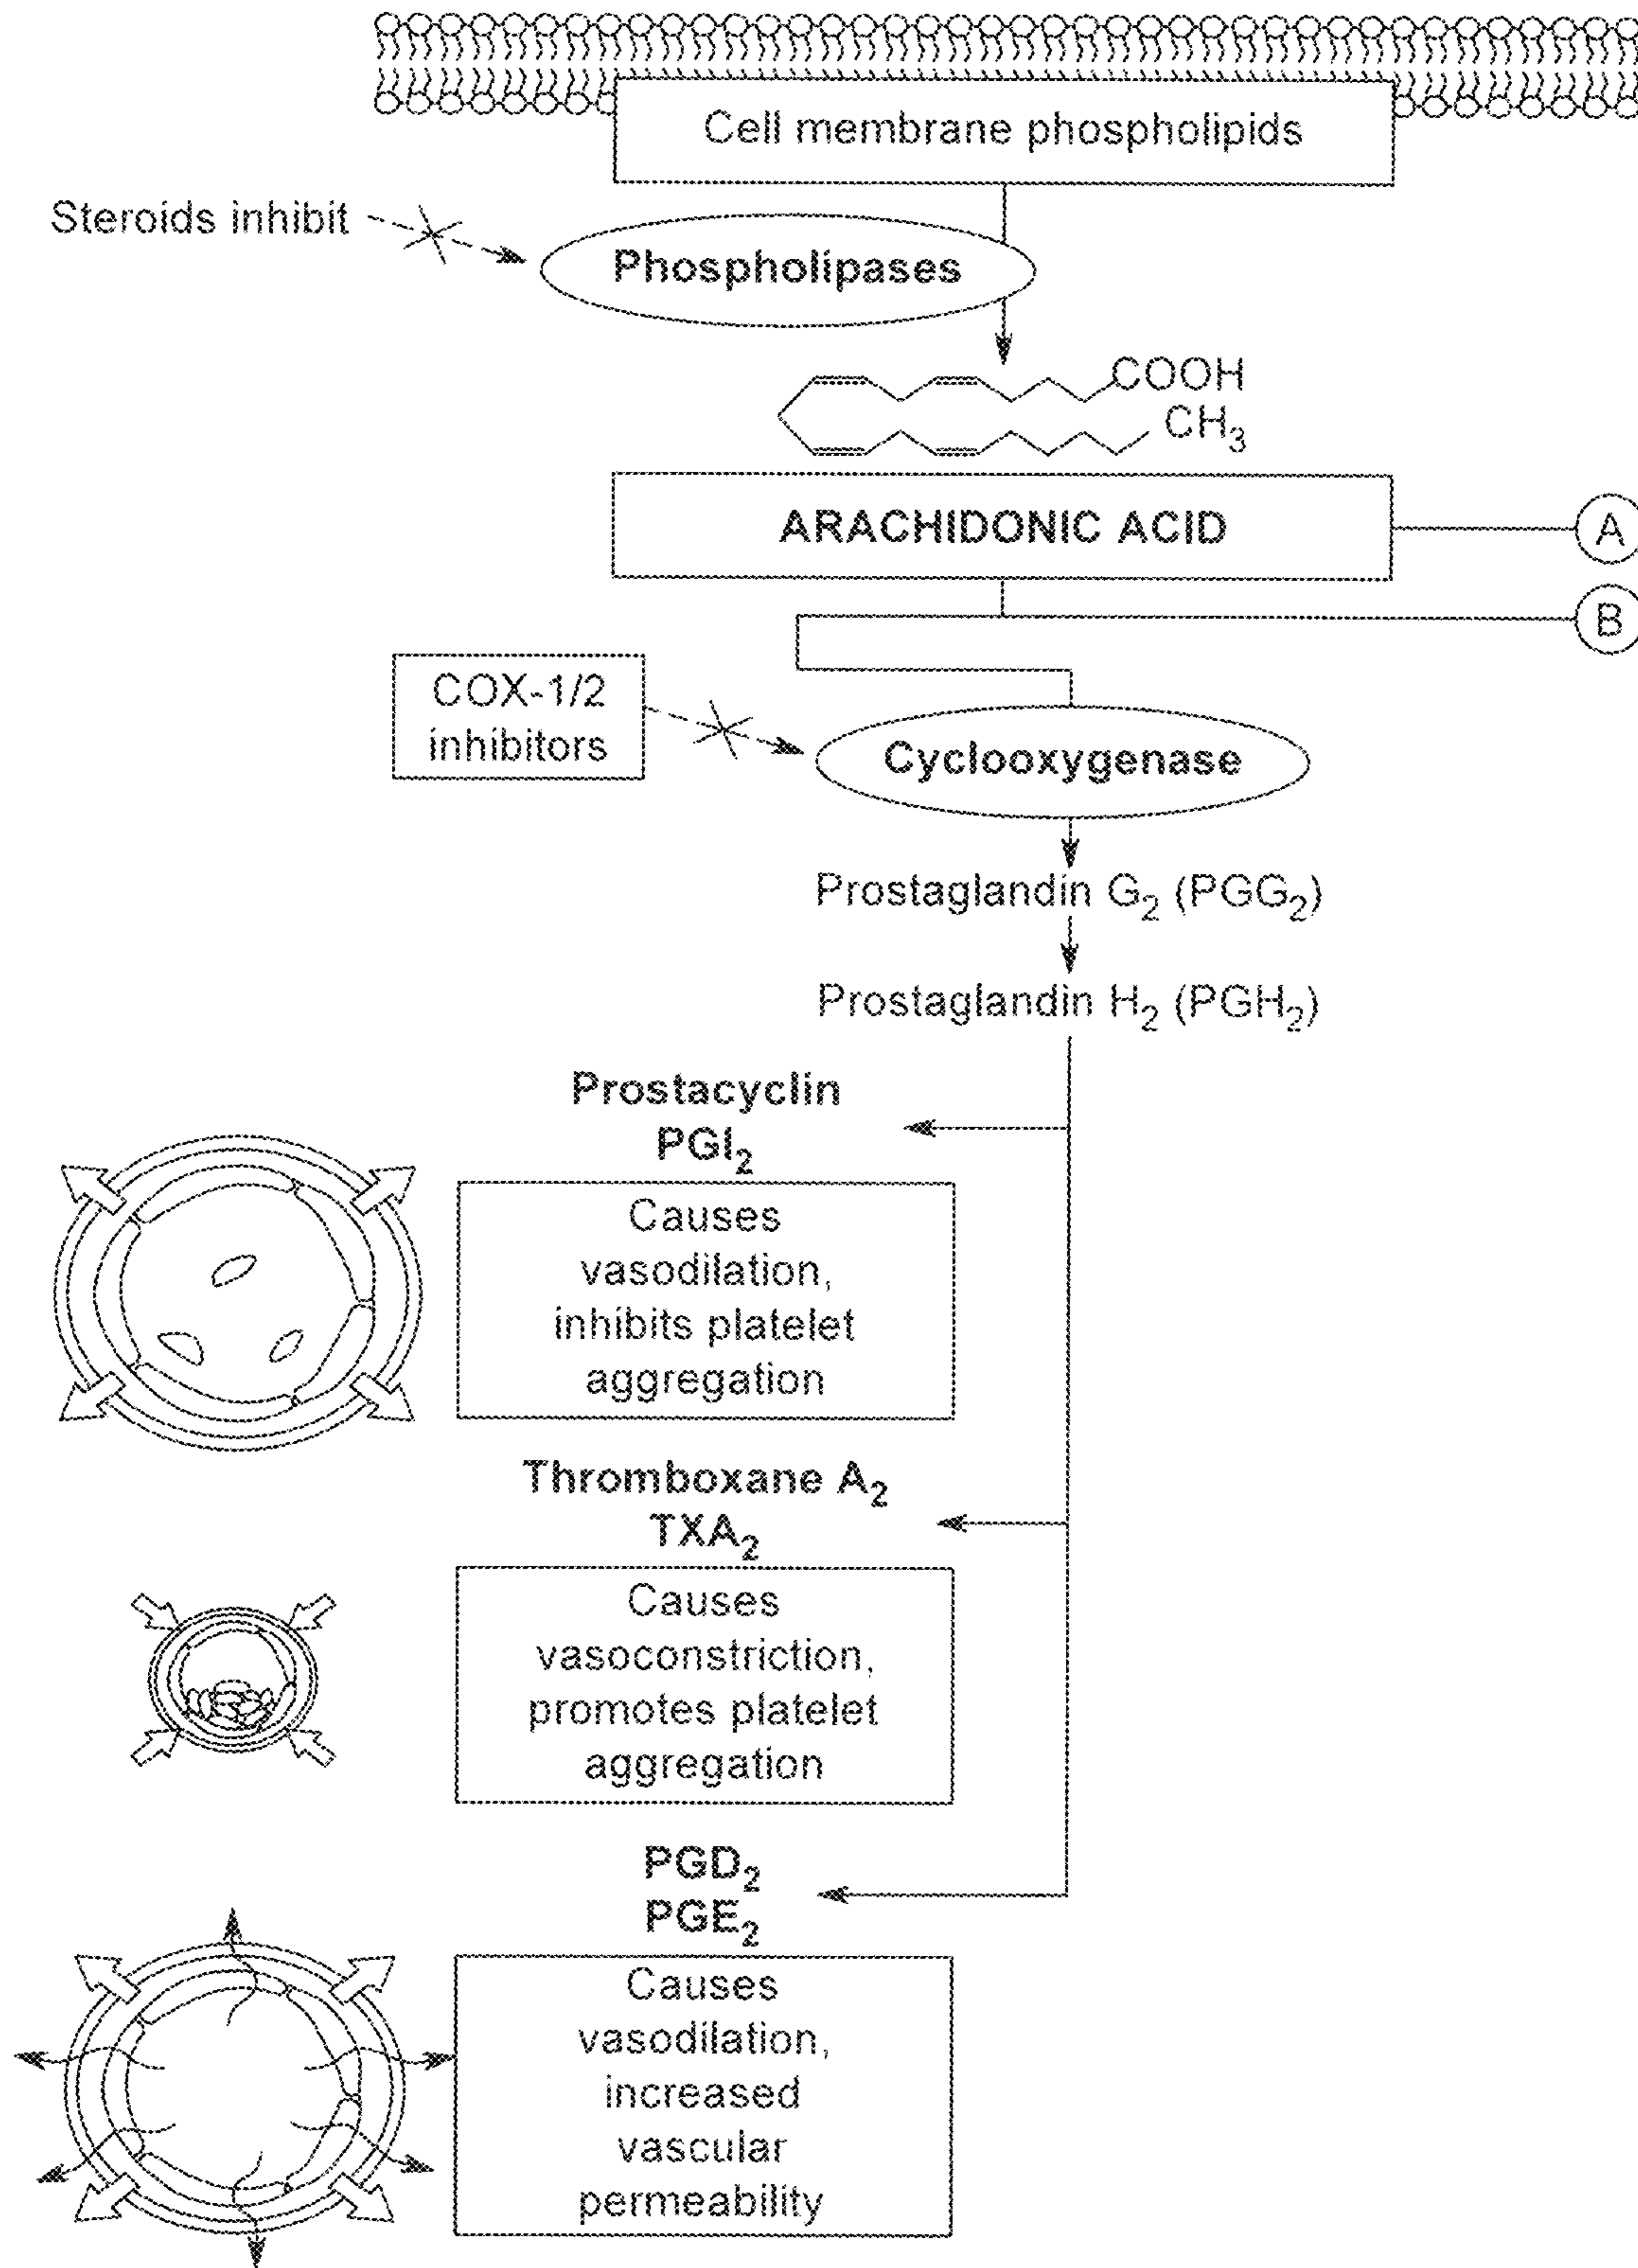 Cell membrane phospholipids
Steroids inhibit
Phospholipases
COOH
CH₃
ARACHIDONIC ACID
A
B
COX-1/2
inhibitors
Cyclooxygenase
Prostaglandin G₂ (PGG₂)
Prostaglandin H₂ (PGH₂)
Prostacyclin
PGI₂
Causes
vasodilation,
inhibits platelet
aggregation
Thromboxane A₂
TXA₂
Causes
vasoconstriction,
promotes platelet
aggregation
PGD₂
PGE₂
Causes
vasodilation,
increased
vascular
permeability